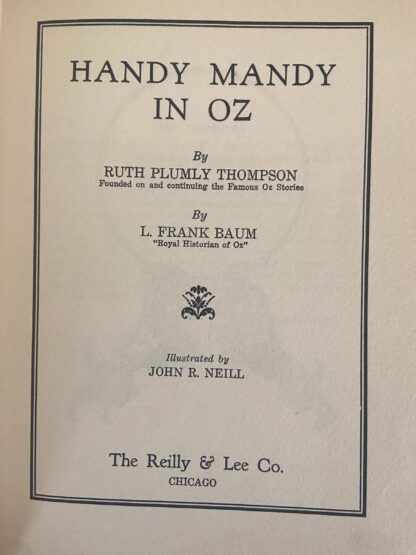 HANDY MANDY
IN OZ
By
RUTH PLUMLY THOMPSON
Founded on and continuing the Famous Oz Stories
By
L. FRANK BAUM
"Royal Historian of Oz"
Illustrated by
JOHN R. NEILL
The Reilly & Lee Co.
CHICAGO